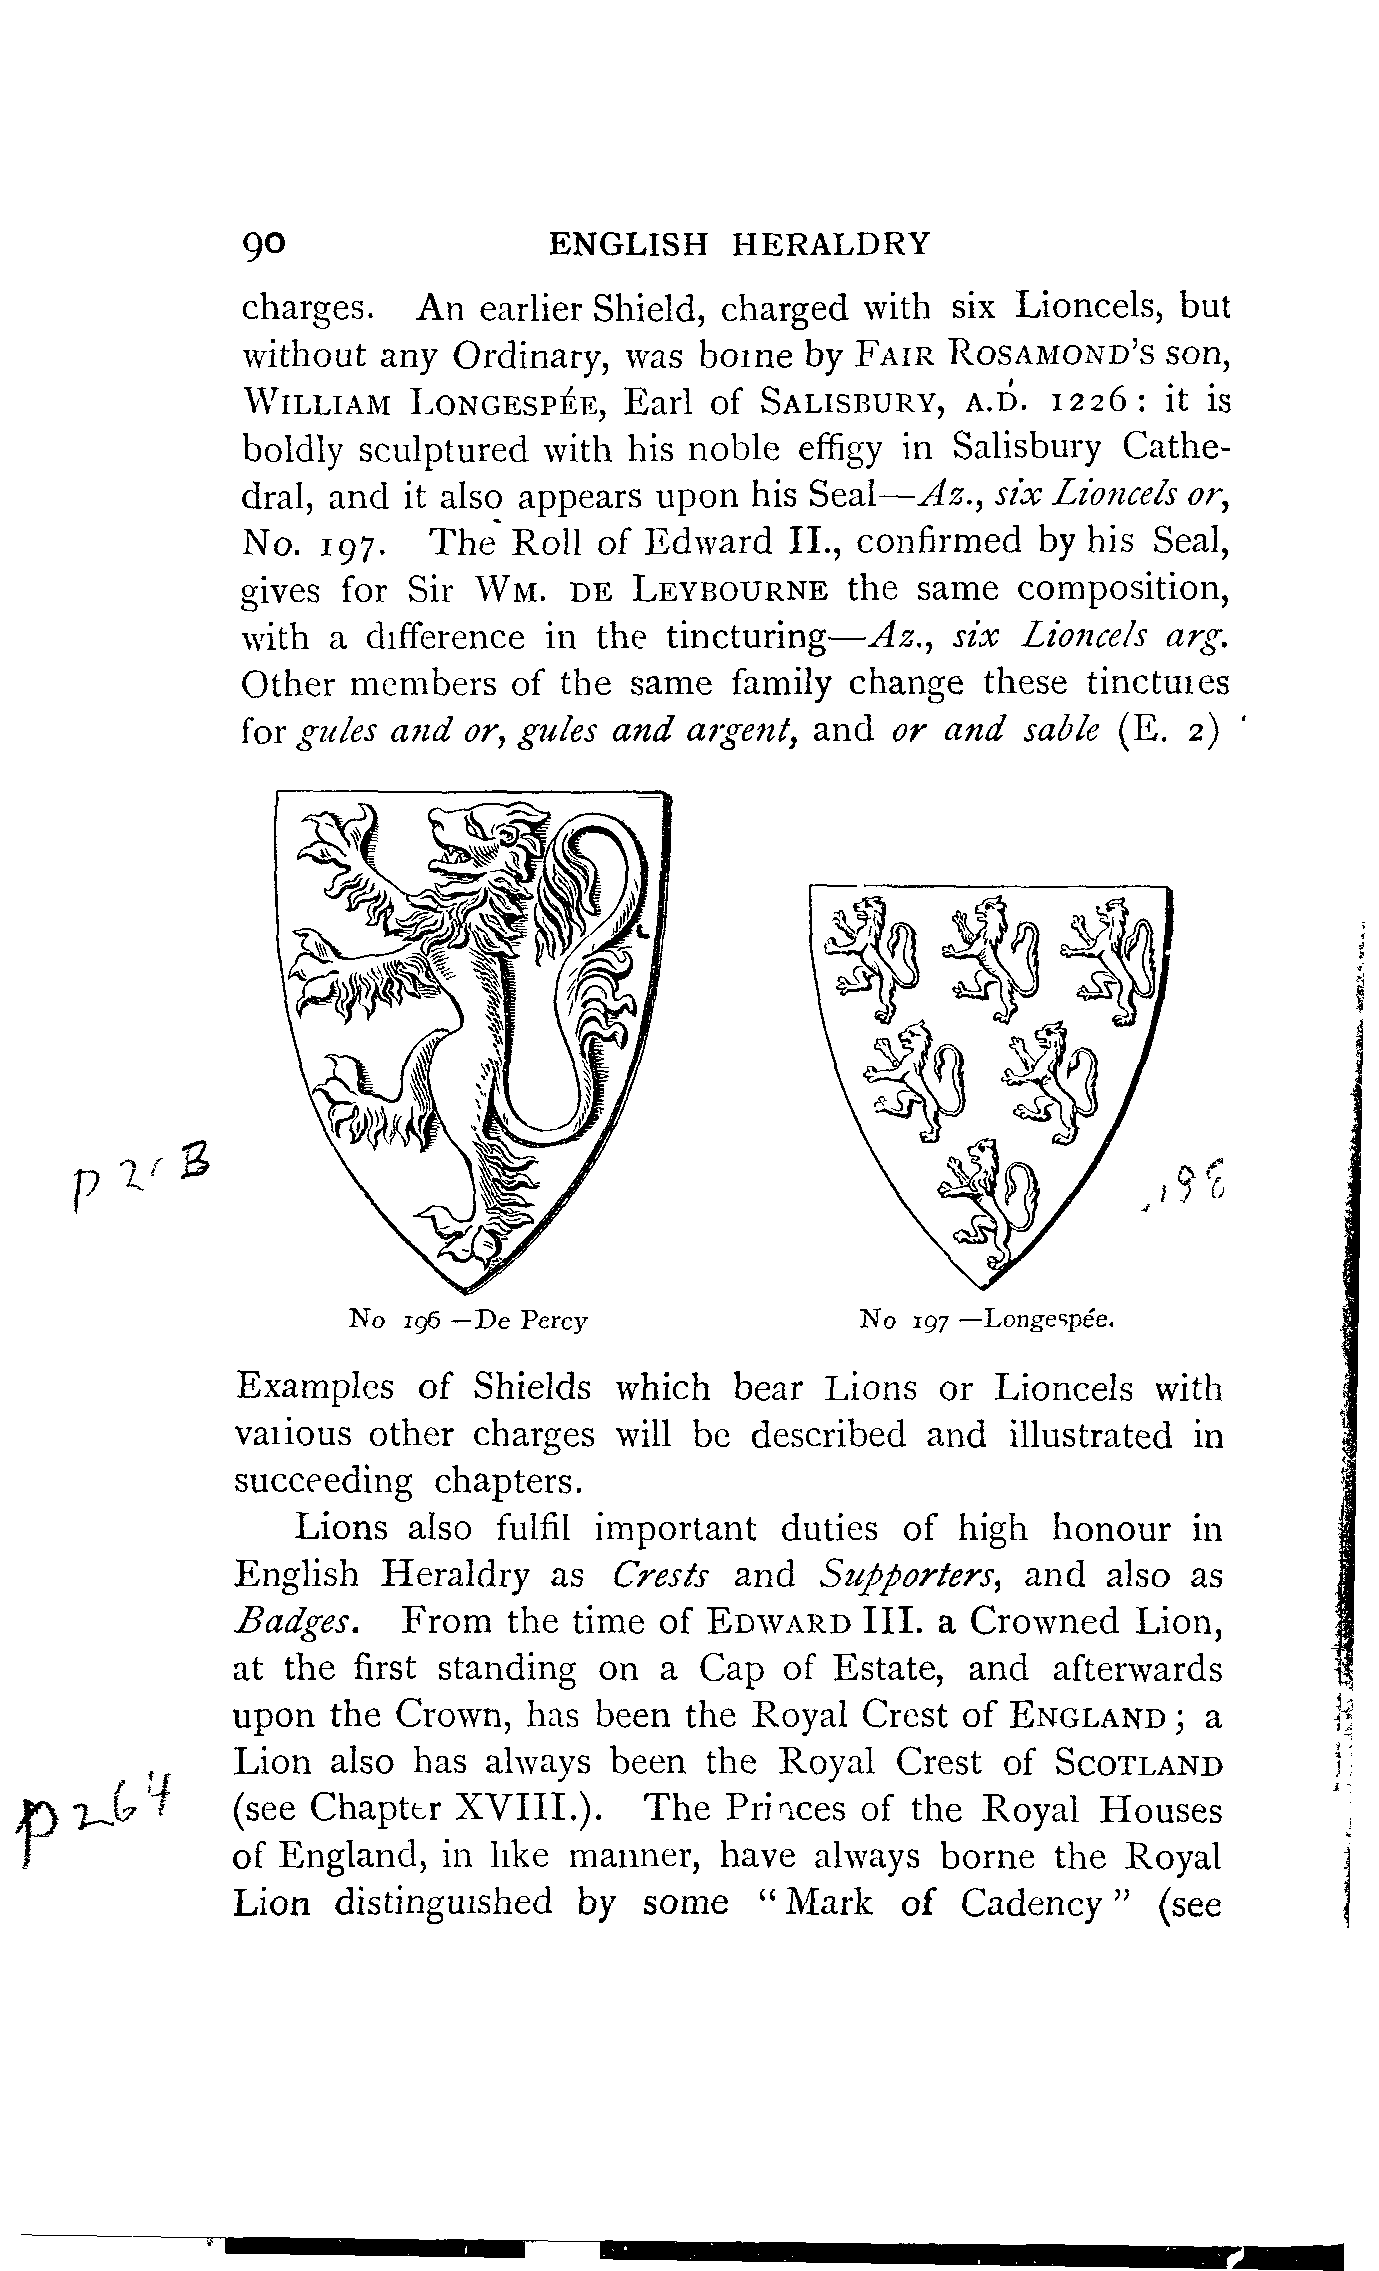 90 ENGLISH HERALDRY
charges. An earlier Shield, charged with six Lioncels, but
without any Ordinary, was borne by FAIR ROSAMOND'S son,
WILLIAM LONGESPÉE, Earl of SALISBURY, A.D. 1226: it is
boldly sculptured with his noble effigy in Salisbury Cathe-
dral, and it also appears upon his Seal—Az., six Lioncels or,
No. 197. The Roll of Edward II., confirmed by his Seal,
gives for Sir WM. DE LEYBOURNE the same composition,
with a difference in the tincturing—Az., six Lioncels arg.
Other members of the same family change these tinctures
for gules and or, gules and argent, and or and sable (E. 2)
No 196 —De Percy
No 197 —Longespée.
198
Examples of Shields which bear Lions or Lioncels with
various other charges will be described and illustrated in
succeeding chapters.
Lions also fulfil important duties of high honour in
English Heraldry as Crests and Supporters, and also as
Badges. From the time of EDWARD III. a Crowned Lion,
at the first standing on a Cap of Estate, and afterwards
upon the Crown, has been the Royal Crest of ENGLAND; a
Lion also has always been the Royal Crest of SCOTLAND
(see Chapter XVIII.). The Princes of the Royal Houses
of England, in like manner, have always borne the Royal
Lion distinguished by some "Mark of Cadency" (see
p264